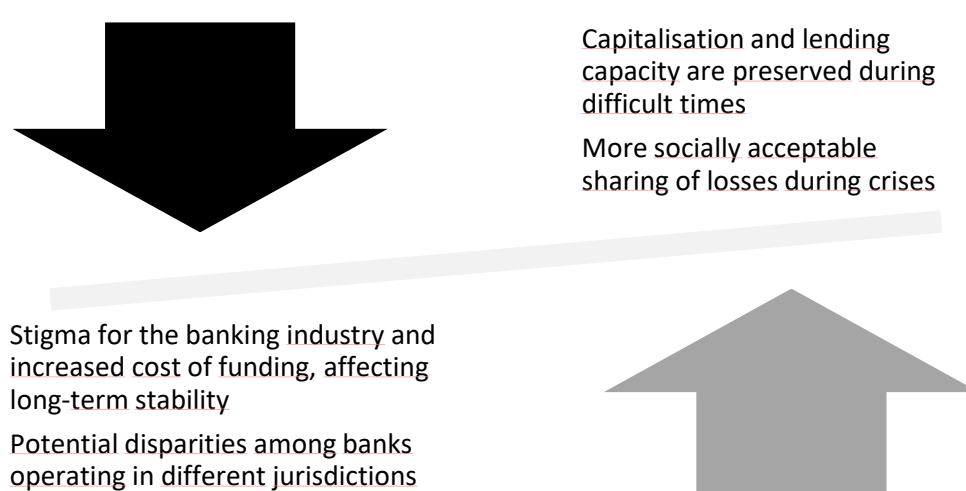 Capitalisation and lending
capacity are preserved during
difficult times
More socially acceptable
sharing of losses during crises
Stigma for the banking industry and
increased cost of funding, affecting
long-term stability
Potential disparities among banks
operating in different jurisdictions